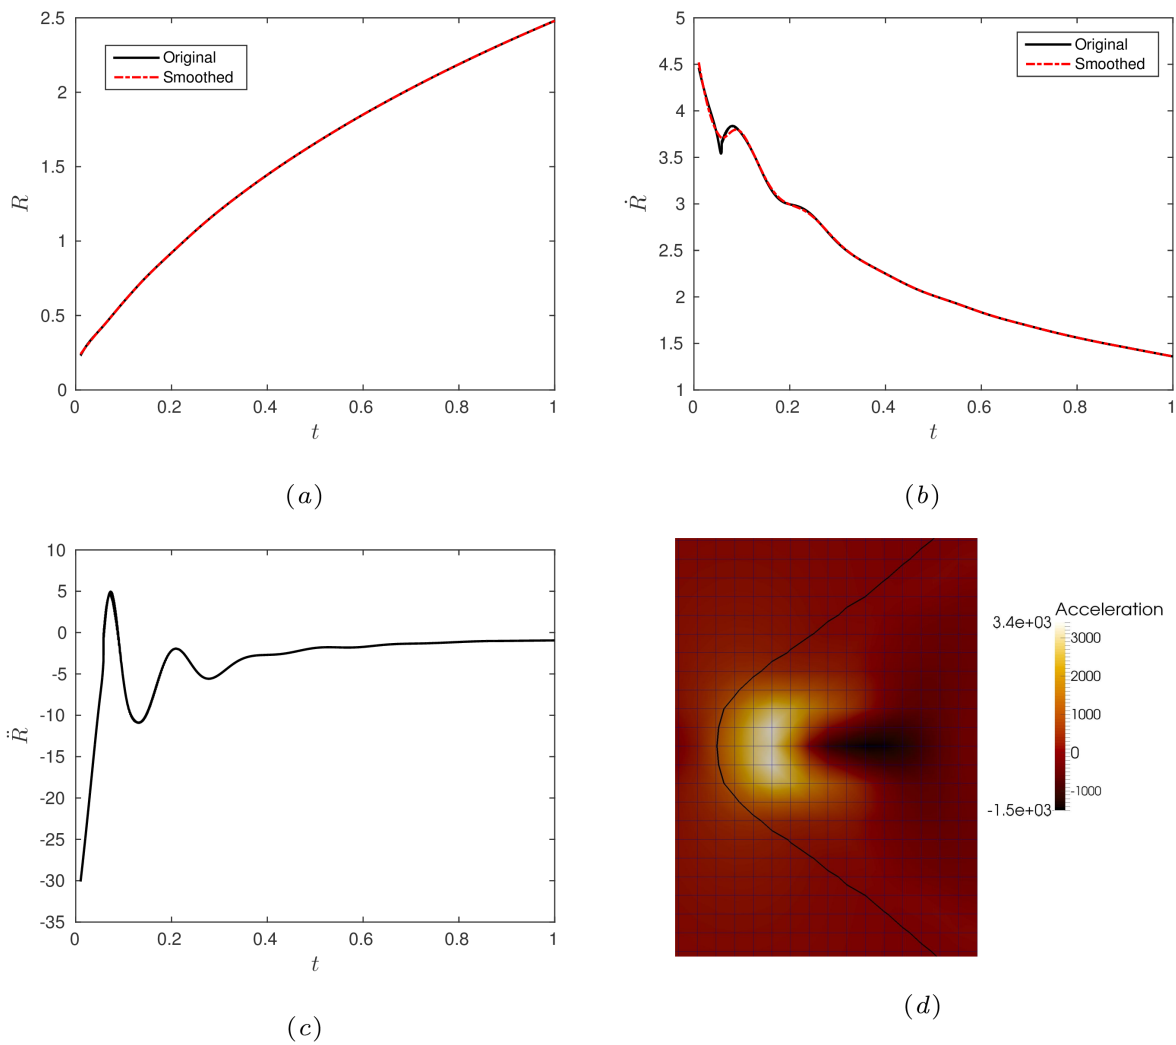 2.5
2
1.5
1
0.5
0
R
Original
Smoothed
0 0.2 0.4 0.6 0.8 1
t
(a)
5
4.5
4
3.5
3
2.5
2
1.5
1
Ṙ
Original
Smoothed
0 0.2 0.4 0.6 0.8 1
t
(b)
10
5
0
-5
-10
-15
-20
-25
-30
-35
R̈
0 0.2 0.4 0.6 0.8 1
t
(c)
Acceleration
3.4e+03
3000
2000
1000
0
-1000
-1.5e+03
(d)